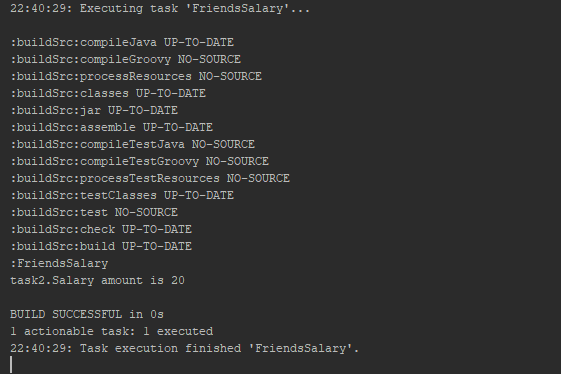 22:40:29: Executing task 'FriendsSalary'...
:buildSrc:compileJava UP-TO-DATE
:buildSrc:compileGroovy NO-SOURCE
:buildSrc:processResources NO-SOURCE
:buildSrc:classes UP-TO-DATE
:buildSrc:jar UP-TO-DATE
:buildSrc:assemble UP-TO-DATE
:buildSrc:compileTestJava NO-SOURCE
:buildSrc:compileTestGroovy NO-SOURCE
:buildSrc:processTestResources NO-SOURCE
:buildSrc:testClasses UP-TO-DATE
:buildSrc:test NO-SOURCE
:buildSrc:check UP-TO-DATE
:buildSrc:build UP-TO-DATE
:FriendsSalary
task2.Salary amount is 20
BUILD SUCCESSFUL in 0s
1 actionable task: 1 executed
22:40:29: Task execution finished 'FriendsSalary'.